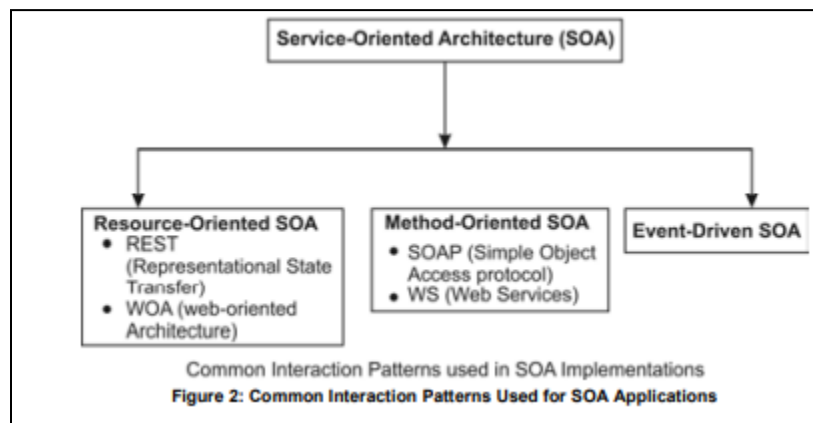 Service-Oriented Architecture (SOA)
Resource-Oriented SOA
• REST
(Representational State
Transfer)
• WOA (web-oriented
Architecture)
Method-Oriented SOA
• SOAP (Simple Object
Access protocol)
• WS (Web Services)
Event-Driven SOA
Common Interaction Patterns used in SOA Implementations
Figure 2: Common Interaction Patterns Used for SOA Applications